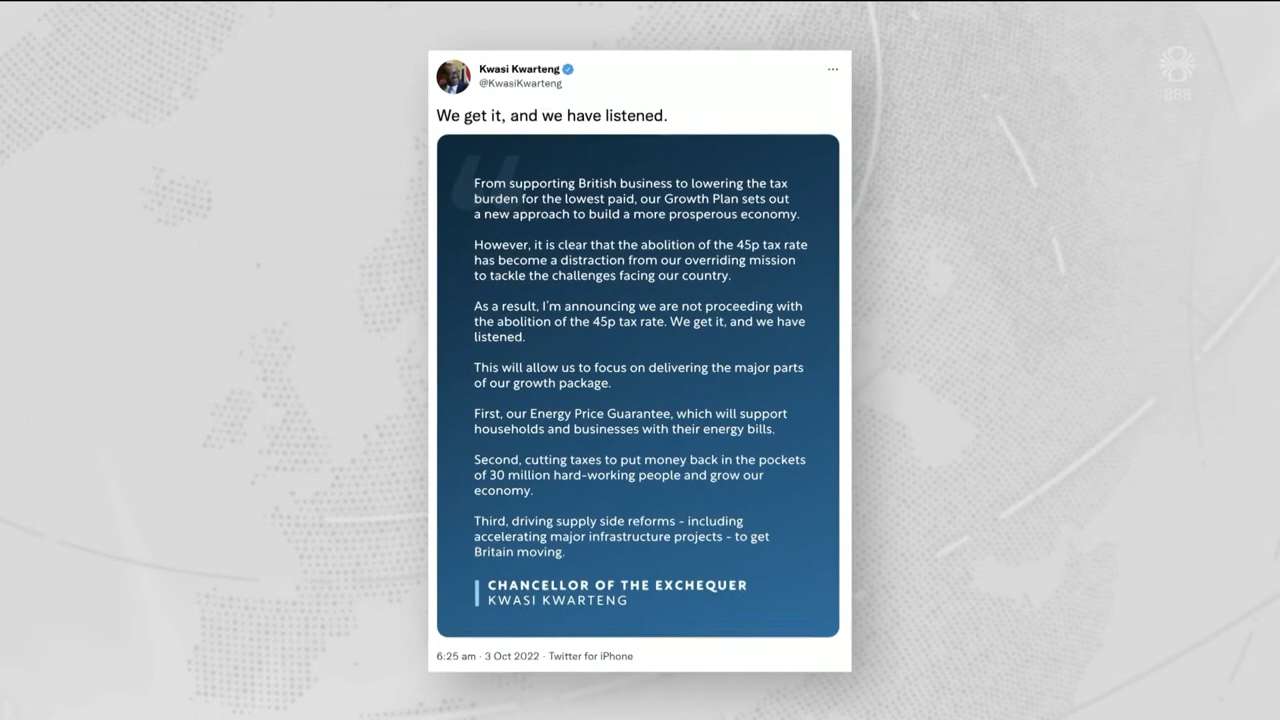 Kwasi Kwarteng
@KwasiKwarteng
We get it, and we have listened.
From supporting British business to lowering the tax
burden for the lowest paid, our Growth Plan sets out
a new approach to build a more prosperous economy.
However, it is clear that the abolition of the 45p tax rate
has become a distraction from our overriding mission
to tackle the challenges facing our country.
As a result, I'm announcing we are not proceeding with
the abolition of the 45p tax rate. We get it, and we have
listened.
This will allow us to focus on delivering the major parts
of our growth package.
First, our Energy Price Guarantee, which will support
households and businesses with their energy bills.
Second, cutting taxes to put money back in the pockets
of 30 million hard-working people and grow our
economy.
Third, driving supply side reforms - including
accelerating major infrastructure projects - to get
Britain moving.
CHANCELLOR OF THE EXCHEQUER
KWASI KWARTENG
6:25 am · 3 Oct 2022 · Twitter for iPhone